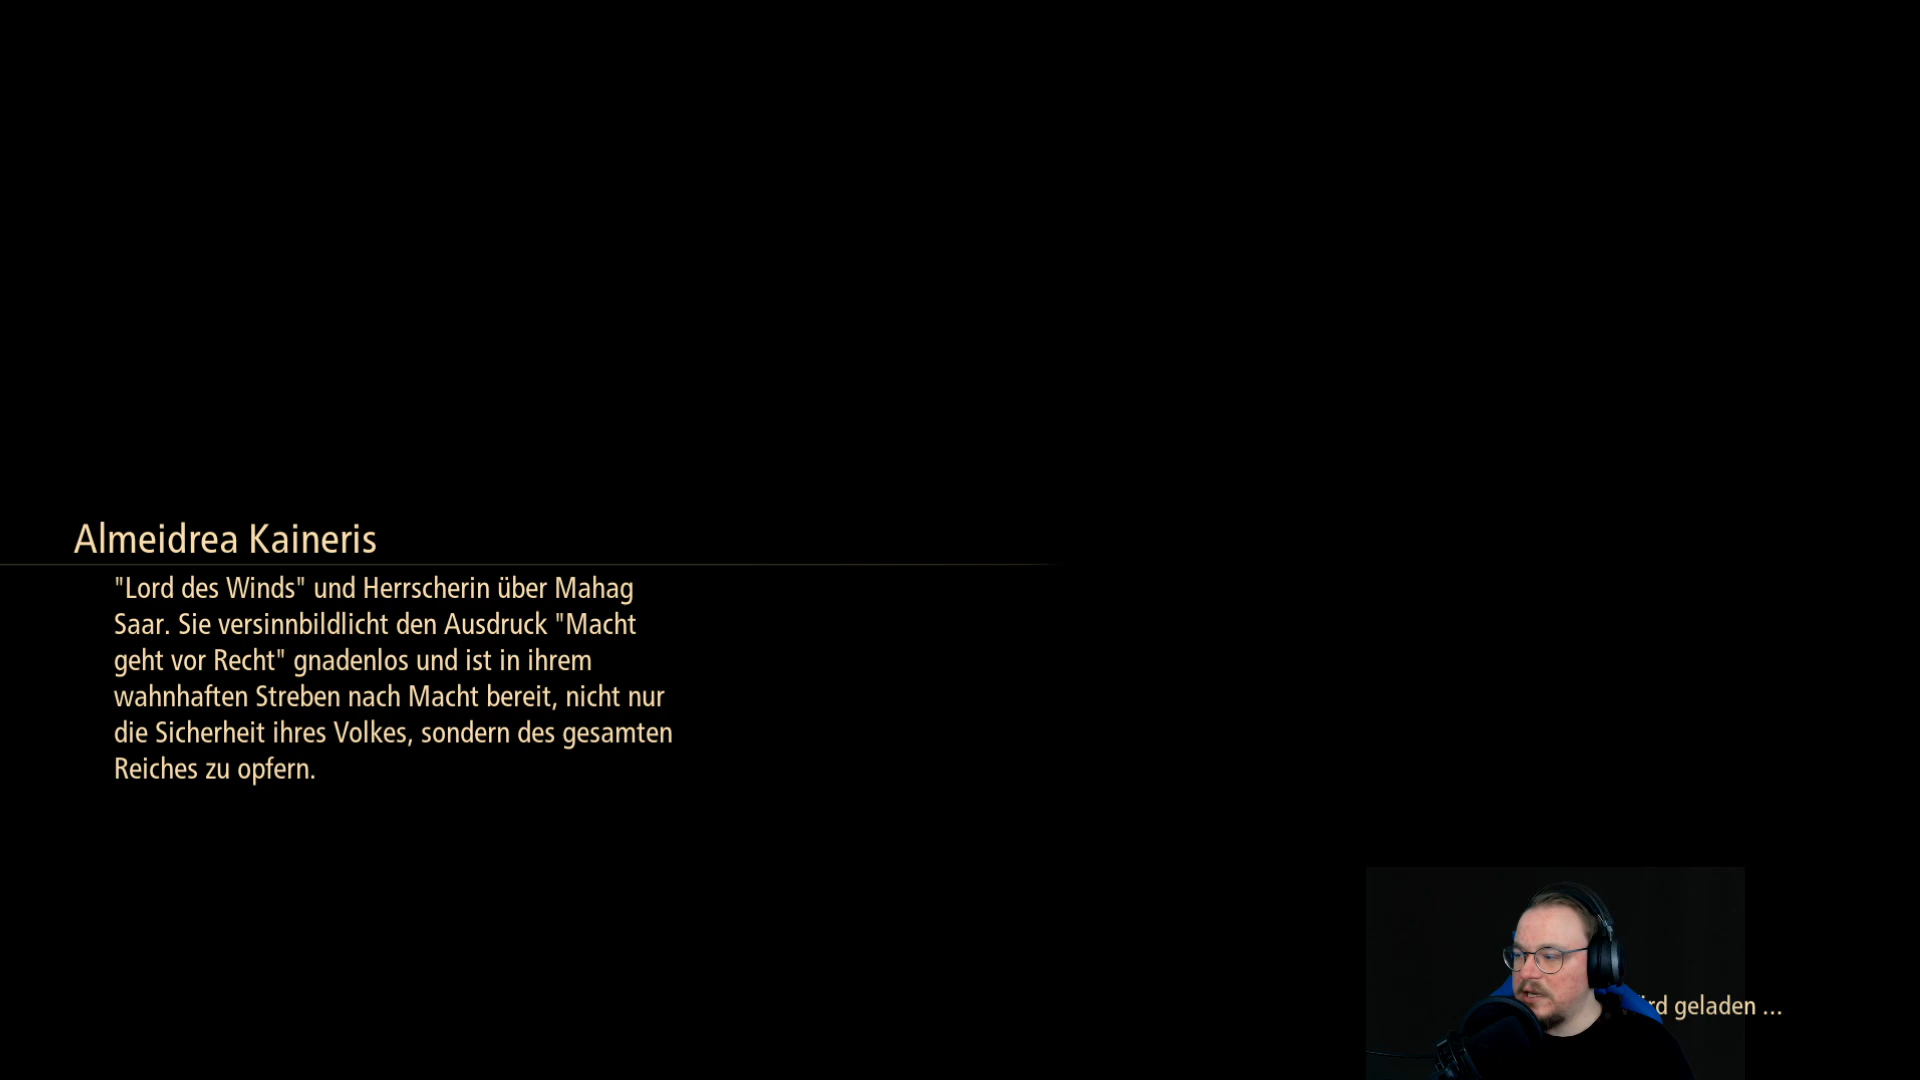 Almeidrea Kaineris
"Lord des Winds" und Herrscherin über Mahag
Saar. Sie versinnbildlicht den Ausdruck "Macht
geht vor Recht" gnadenlos und ist in ihrem
wahnhaften Streben nach Macht bereit, nicht nur
die Sicherheit ihres Volkes, sondern des gesamten
Reiches zu opfern.
geladen ...